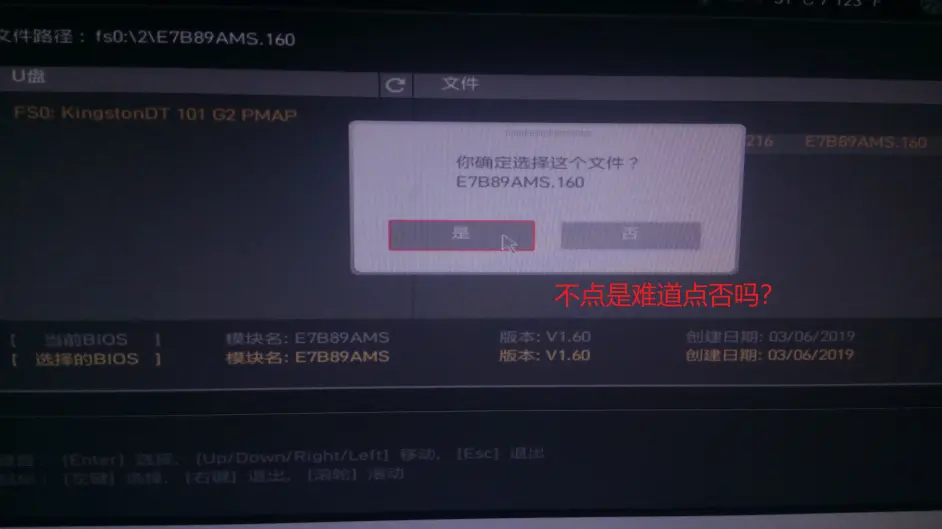 文件路径：fs0:\2\E7B89AMS.160
U盘
文件
FS0: KingstonDT 101 G2 PMAP
216 E7B89AMS.160
你确定选择这个文件？
E7B89AMS.160
是 否
不点是难道点否吗？
[ 当前BIOS ] 模块名: E7B89AMS 版本: V1.60 创建日期: 03/06/2019
[ 选择的BIOS ] 模块名: E7B89AMS 版本: V1.60 创建日期: 03/06/2019
[Enter] 选择, [Up/Down/Right/Left] 移动, [Esc] 退出
[左键] 选择, [右键] 退出, [滚轮] 滚动